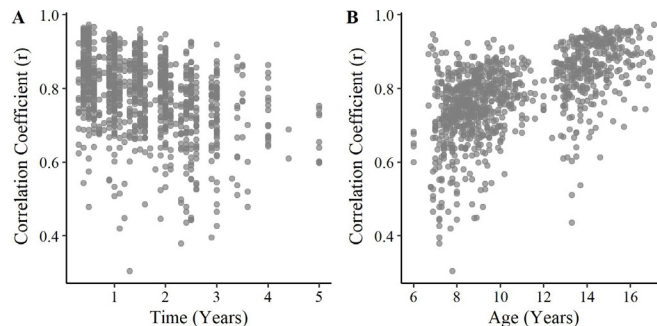 A
B
Correlation Coefficient (r)
1.0
0.8
0.6
0.4
1 2 3 4 5
Time (Years)
Correlation Coefficient (r)
1.0
0.8
0.6
0.4
6 8 10 12 14 16
Age (Years)